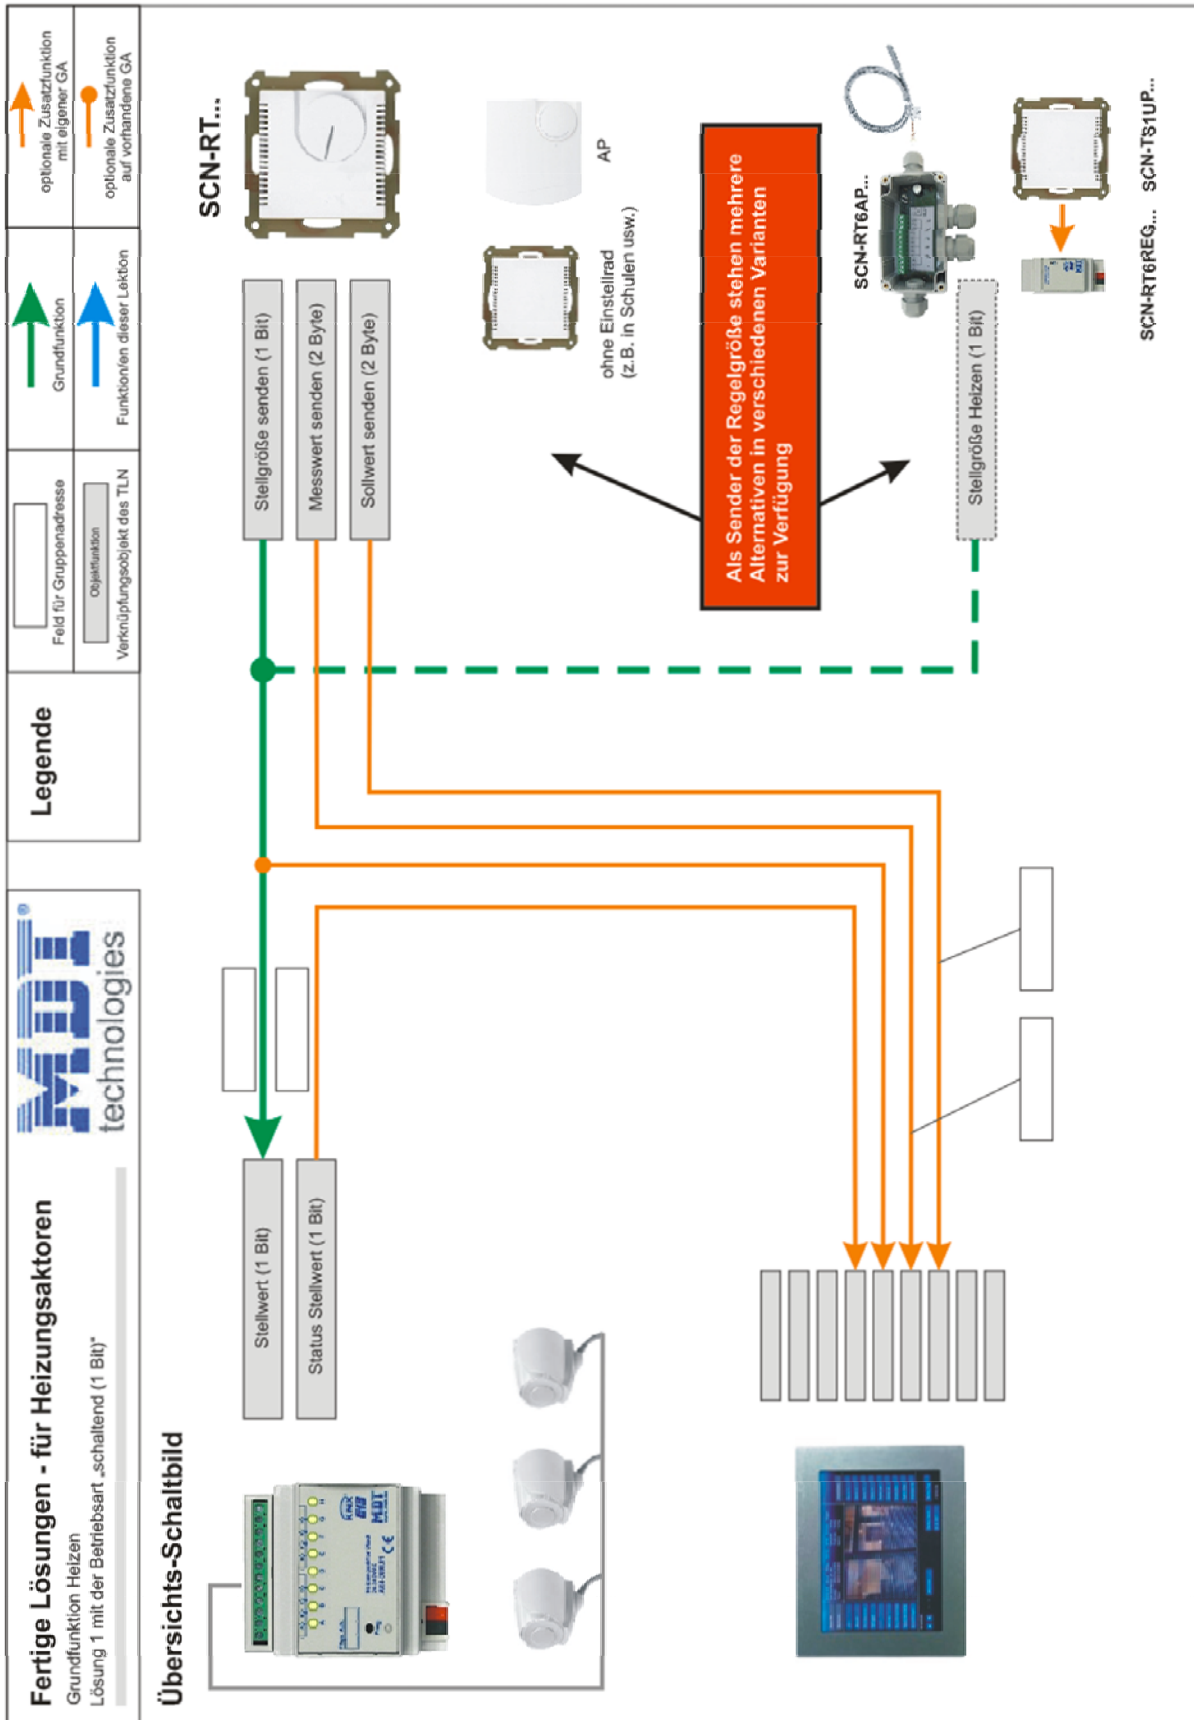 Fertige Lösungen - für Heizungsaktoren
Grundfunktion Heizen
Lösung 1 mit der Betriebsart „schaltend (1 Bit)"
MDT®
technologies
Legende
Feld für Gruppenadresse
Objektfunktion
Verknüpfungsobjekt des TLN
Grundfunktion
Funktion/en dieser Lektion
optionale Zusatzfunktion
mit eigener GA
optionale Zusatzfunktion
auf vorhandene GA
Übersichts-Schaltbild
Stellwert (1 Bit)
Status Stellwert (1 Bit)
Stellgröße senden (1 Bit)
Messwert senden (2 Byte)
Sollwert senden (2 Byte)
SCN-RT...
ohne Einstellrad
(z.B. in Schulen usw.)
AP
Als Sender der Regelgröße stehen mehrere
Alternativen in verschiedenen Varianten
zur Verfügung
Stellgröße Heizen (1 Bit)
SCN-RT6AP...
SCN-RT6REG...
SCN-TS1UP...
A B C D E F G H
KNX
EIB
MDT